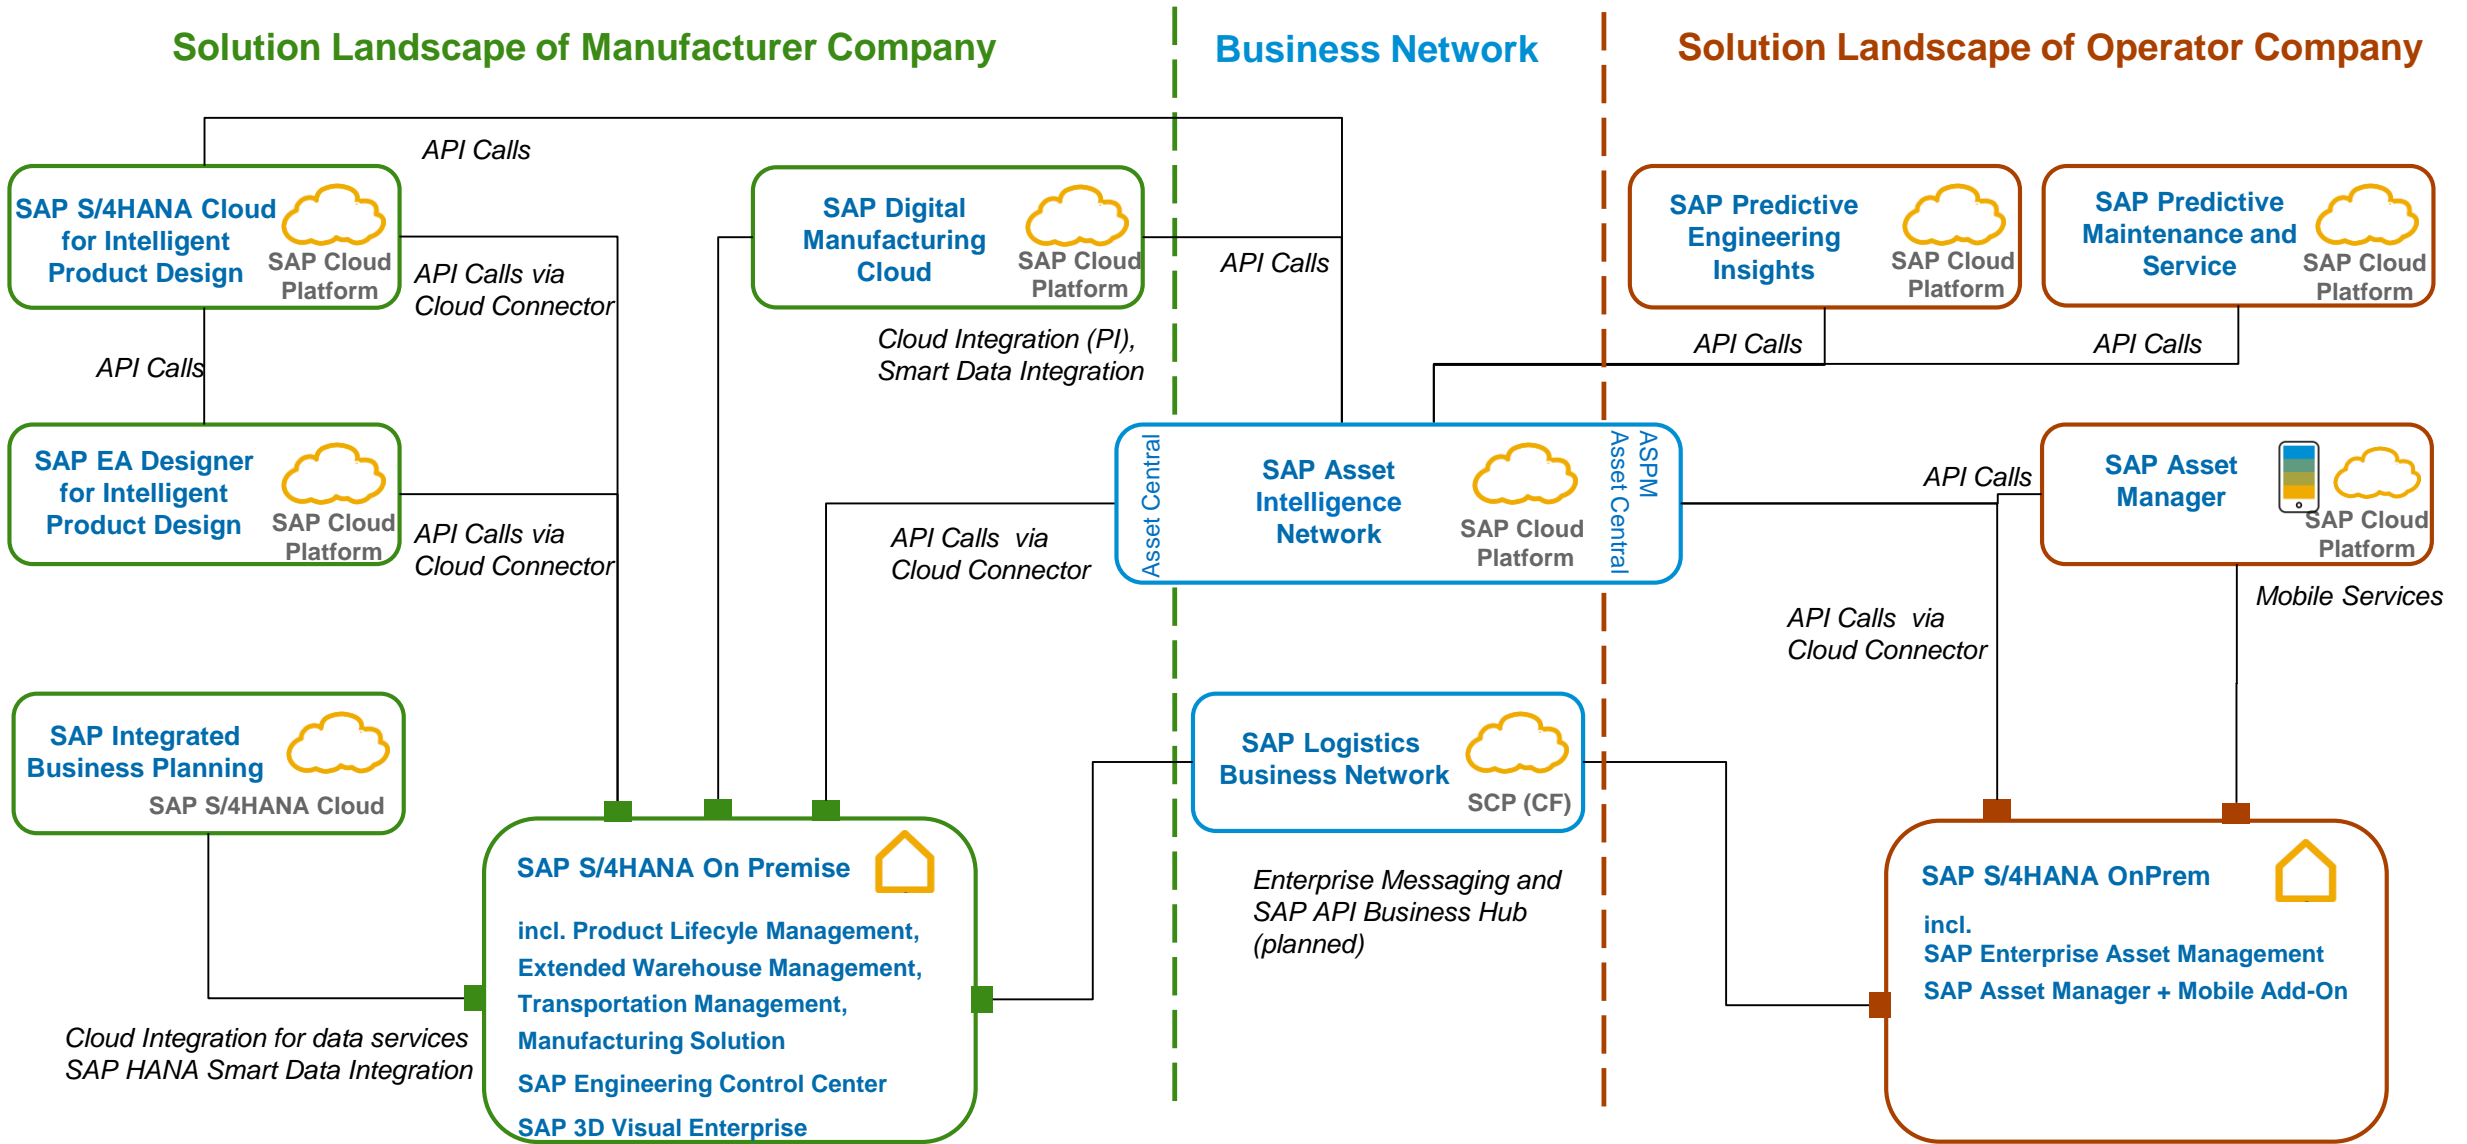 Solution Landscape of Manufacturer Company
Business Network
Solution Landscape of Operator Company
API Calls
SAP S/4HANA Cloud
for Intelligent
Product Design
SAP Cloud
Platform
API Calls via
Cloud Connector
SAP Digital
Manufacturing
Cloud
SAP Cloud
Platform
API Calls
SAP Predictive
Engineering
Insights
SAP Cloud
Platform
SAP Predictive
Maintenance and
Service
SAP Cloud
Platform
API Calls
Cloud Integration (PI),
Smart Data Integration
API Calls
API Calls
SAP EA Designer
for Intelligent
Product Design
SAP Cloud
Platform
API Calls via
Cloud Connector
API Calls via
Cloud Connector
Asset Central
SAP Asset
Intelligence
Network
SAP Cloud
Platform
ASPM
Asset Central
API Calls
SAP Asset
Manager
SAP Cloud
Platform
API Calls via
Cloud Connector
Mobile Services
SAP Integrated
Business Planning
SAP S/4HANA Cloud
SAP Logistics
Business Network
SCP (CF)
Cloud Integration for data services
SAP HANA Smart Data Integration
SAP S/4HANA On Premise
incl. Product Lifecyle Management,
Extended Warehouse Management,
Transportation Management,
Manufacturing Solution
SAP Engineering Control Center
SAP 3D Visual Enterprise
Enterprise Messaging and
SAP API Business Hub
(planned)
SAP S/4HANA OnPrem
incl.
SAP Enterprise Asset Management
SAP Asset Manager + Mobile Add-On